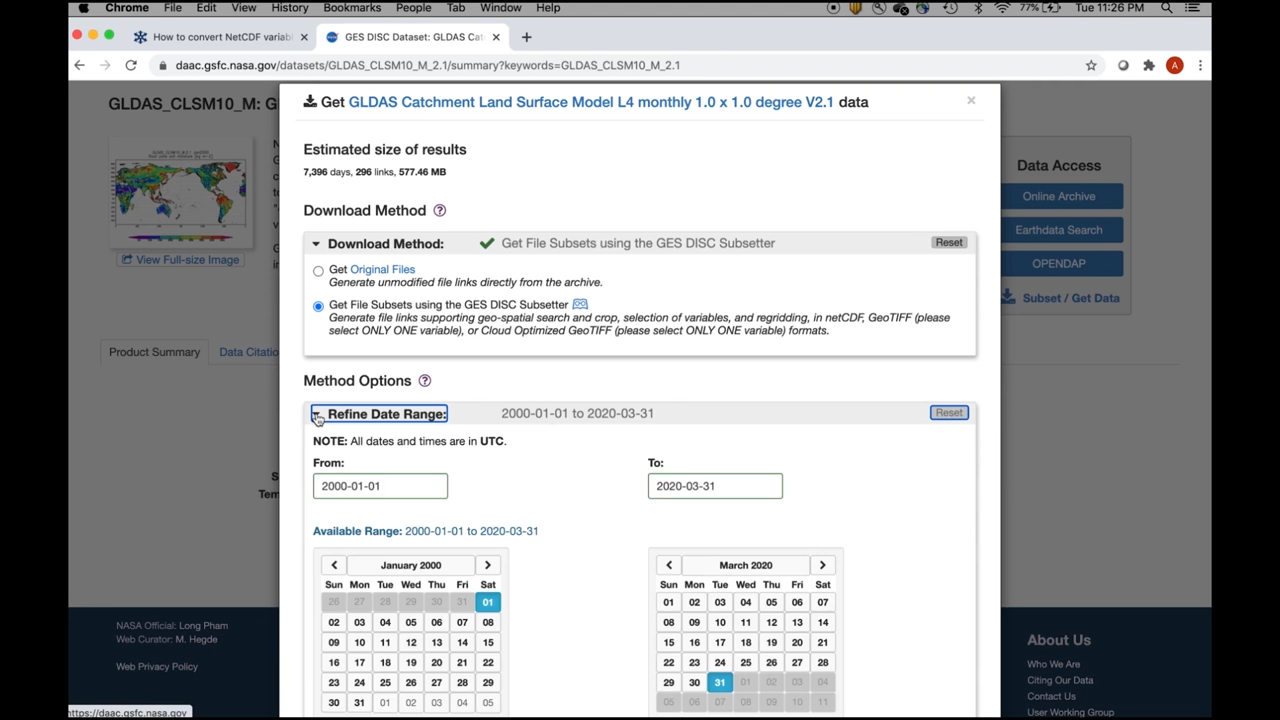 Chrome File Edit View History Bookmarks People Tab Window Help 77% Tue 11:26 PM
How to convert NetCDF variabl × GES DISC Dataset: GLDAS Cat × +
daac.gsfc.nasa.gov/datasets/GLDAS_CLSM10_M_2.1/summary?keywords=GLDAS_CLSM10_M_2.1 A
GLDAS_CLSM10_M: G
Get GLDAS Catchment Land Surface Model L4 monthly 1.0 x 1.0 degree V2.1 data ×
Estimated size of results
7,396 days, 296 links, 577.46 MB
Data Access
Online Archive
Earthdata Search
OPENDAP
Subset / Get Data
View Full-size Image
Download Method
Download Method: Get File Subsets using the GES DISC Subsetter Reset
Get Original Files
Generate unmodified file links directly from the archive.
Get File Subsets using the GES DISC Subsetter
Generate file links supporting geo-spatial search and crop, selection of variables, and regridding, in netCDF, GeoTIFF (please
select ONLY ONE variable), or Cloud Optimized GeoTIFF (please select ONLY ONE variable) formats.
Product Summary Data Citatio
Method Options
Refine Date Range: 2000-01-01 to 2020-03-31 Reset
NOTE: All dates and times are in UTC.
From: To:
2000-01-01 2020-03-31
S
Tem
Available Range: 2000-01-01 to 2020-03-31
January 2000
Sun Mon Tue Wed Thu Fri Sat
26 27 28 29 30 31 01
02 03 04 05 06 07 08
09 10 11 12 13 14 15
16 17 18 19 20 21 22
23 24 25 26 27 28 29
30 31 01 02 03 04 05
March 2020
Sun Mon Tue Wed Thu Fri Sat
01 02 03 04 05 06 07
08 09 10 11 12 13 14
15 16 17 18 19 20 21
22 23 24 25 26 27 28
29 30 31 01 02 03 04
05 06 07 08 09 10 11
NASA Official: Long Pham
Web Curator: M. Hegde
Web Privacy Policy
About Us
Who We Are
Citing Our Data
Contact Us
User Working Group
https://daac.gsfc.nasa.gov